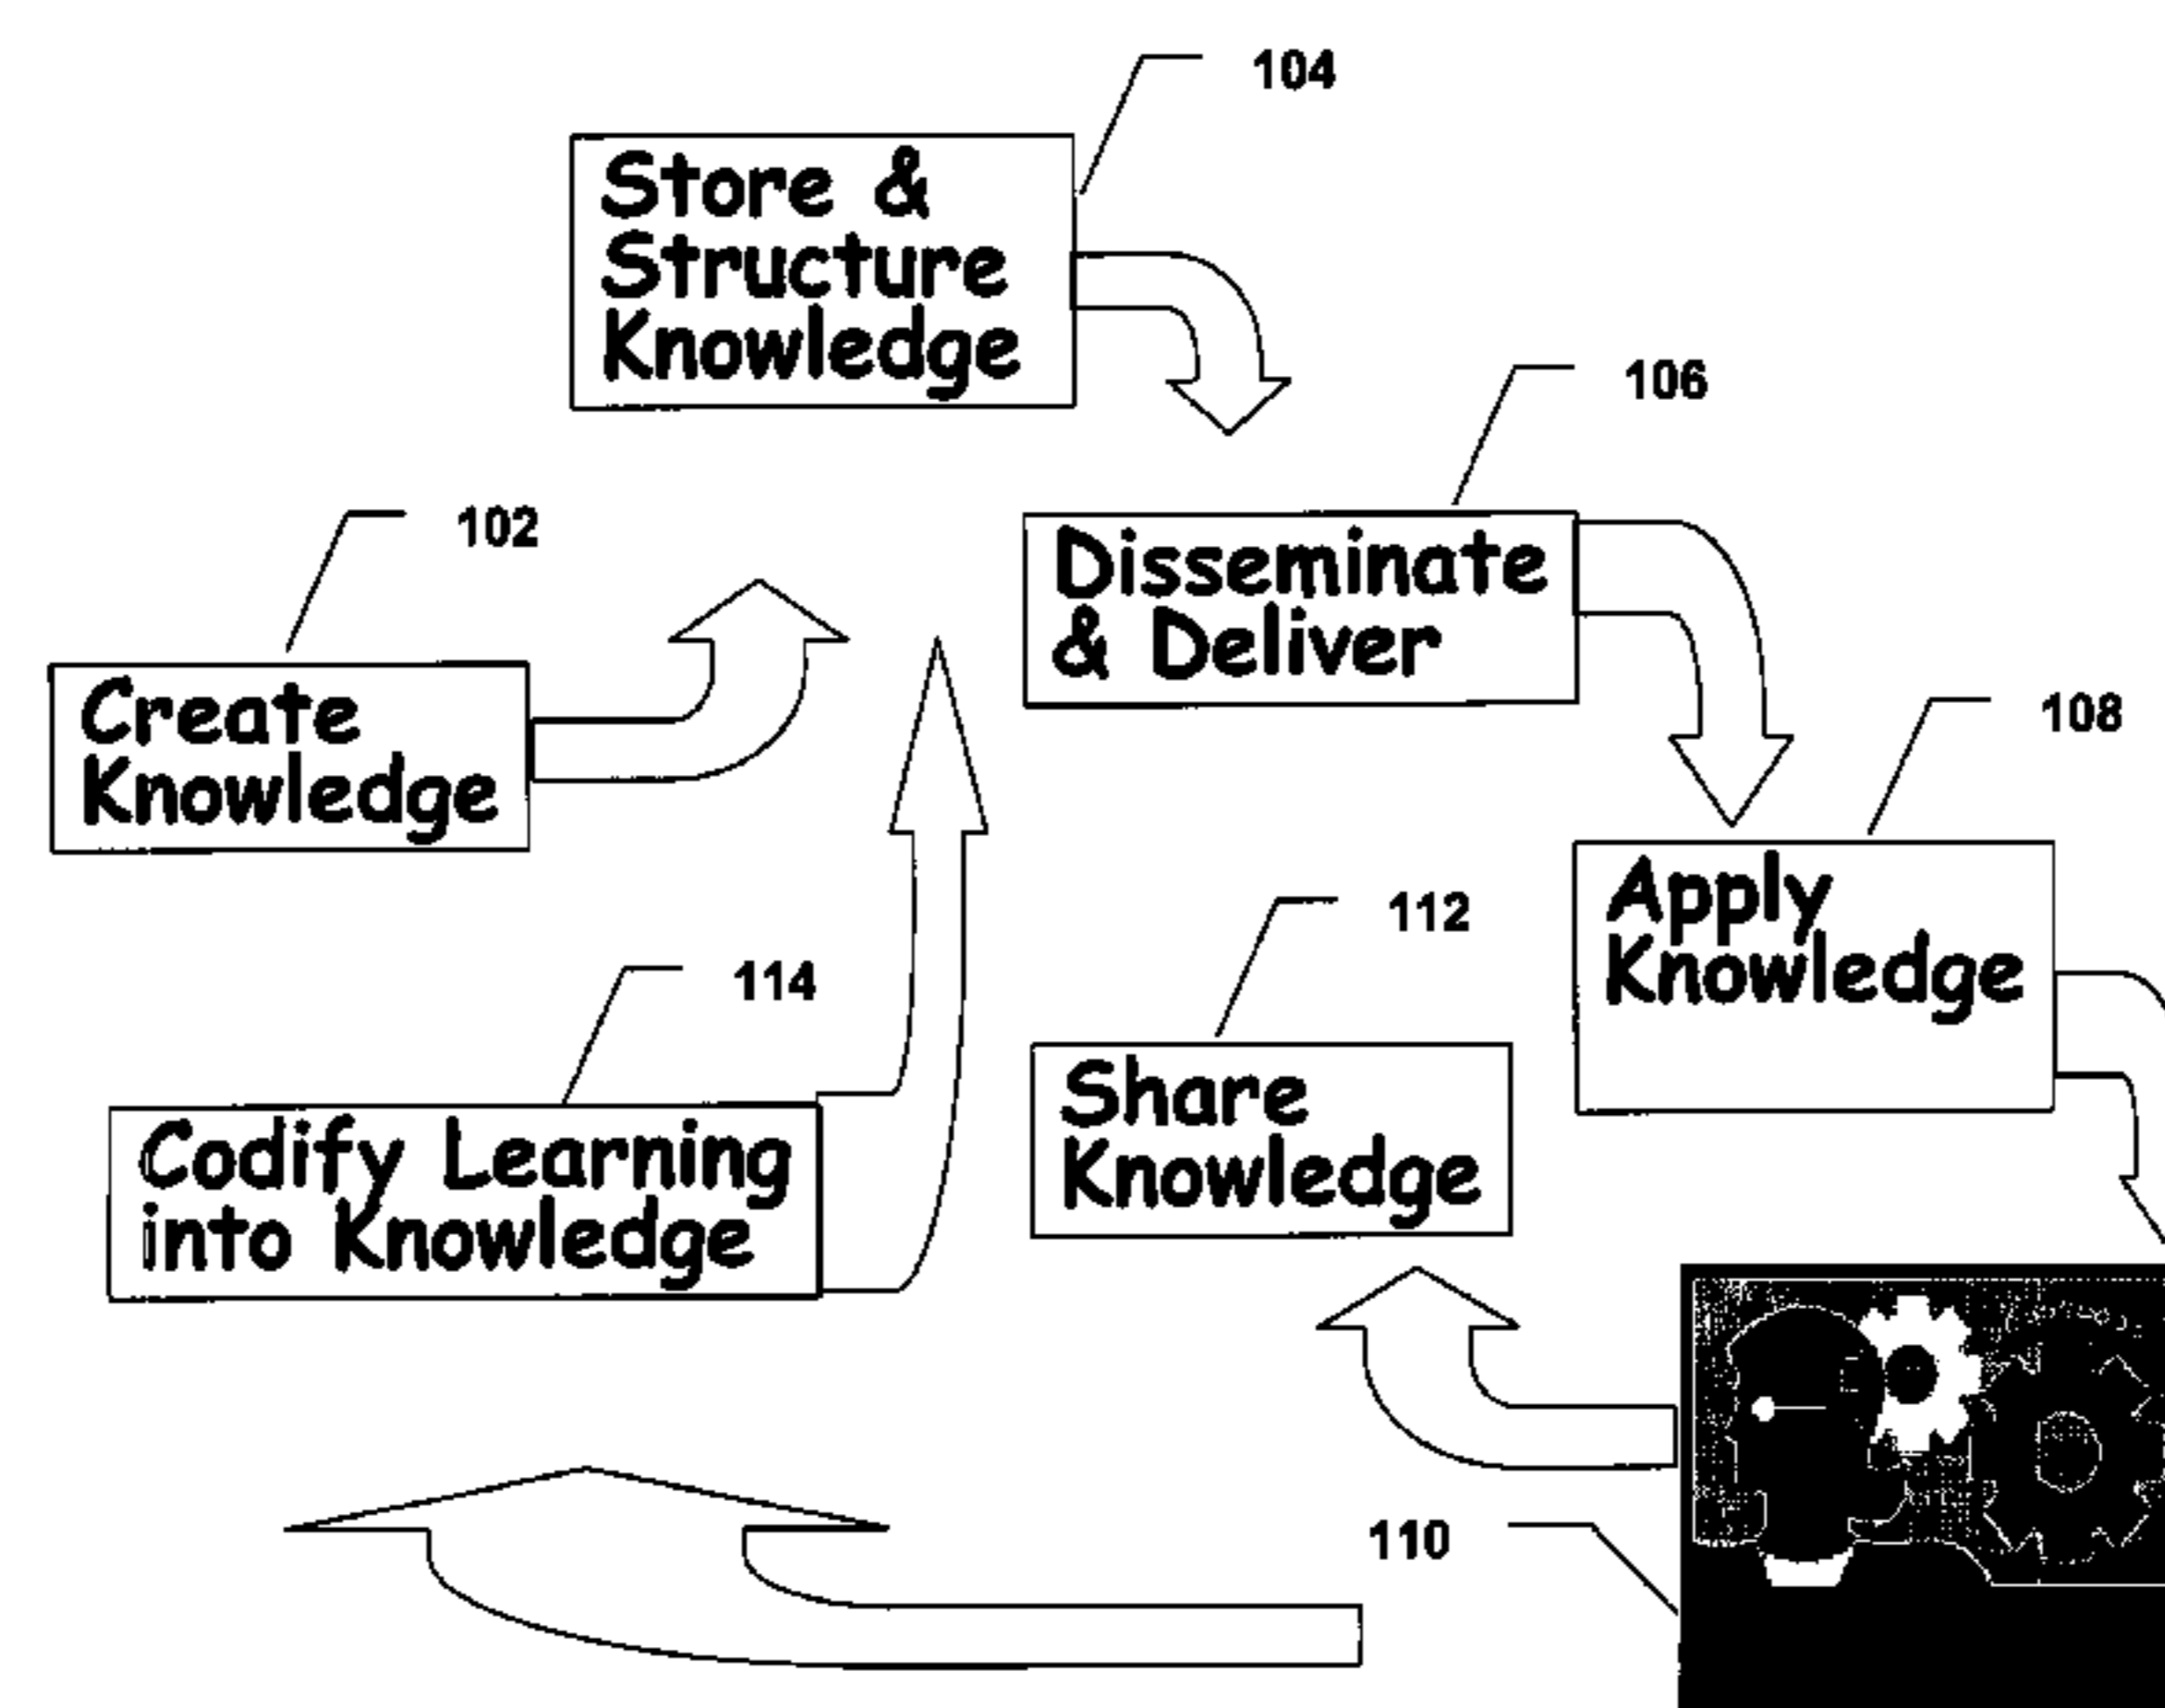 104
Store &
Structure
Knowledge
106
102
Disseminate
& Deliver
Create
Knowledge
108
Apply
Knowledge
112
114
Share
Knowledge
Codify Learning
into Knowledge
110